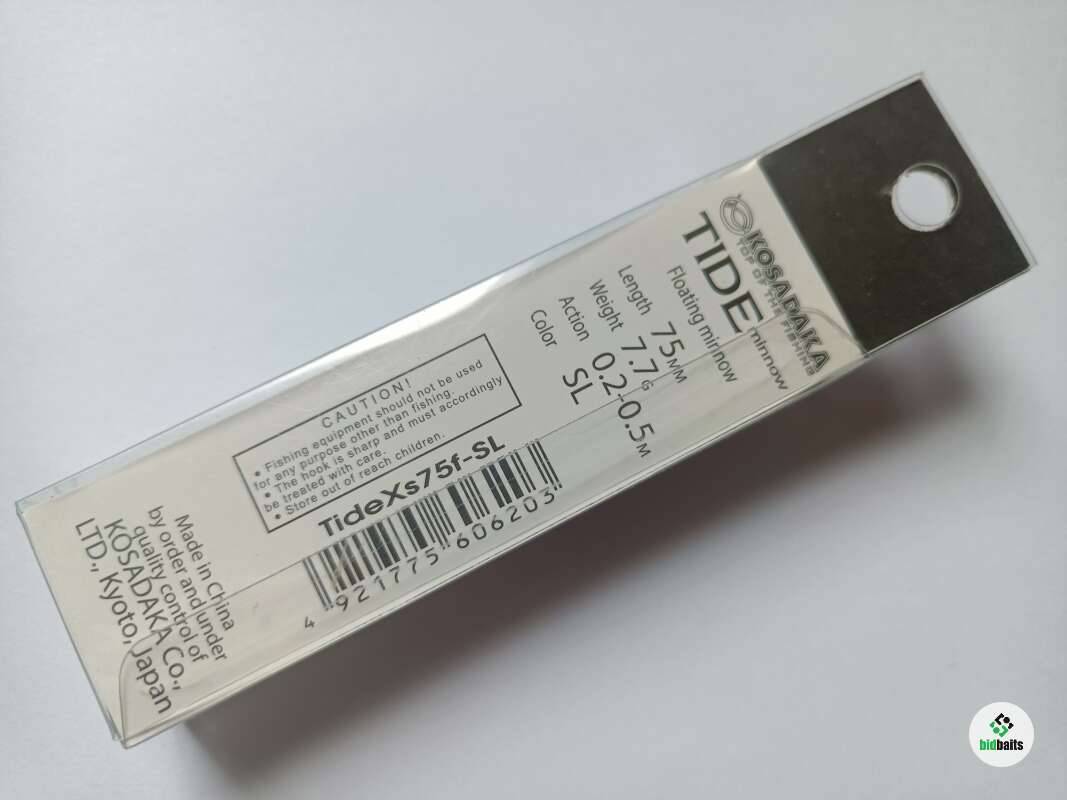 KOSADAKA
TOP OF THE FISHING
TIDE minnow
Floating minnow
Length 75MM
Weight 7.7G
Action 0.2-0.5M
Color SL
CAUTION!
• Fishing equipment should not be used
for any purpose other than fishing.
• The hook is sharp and must accordingly
be treated with care.
• Store out of reach children.
TideXs75f-SL
4 921775 606203
Made in China
by order and under
quality control of
KOSADAKA Co.,
LTD., Kyoto, Japan
bidbaits